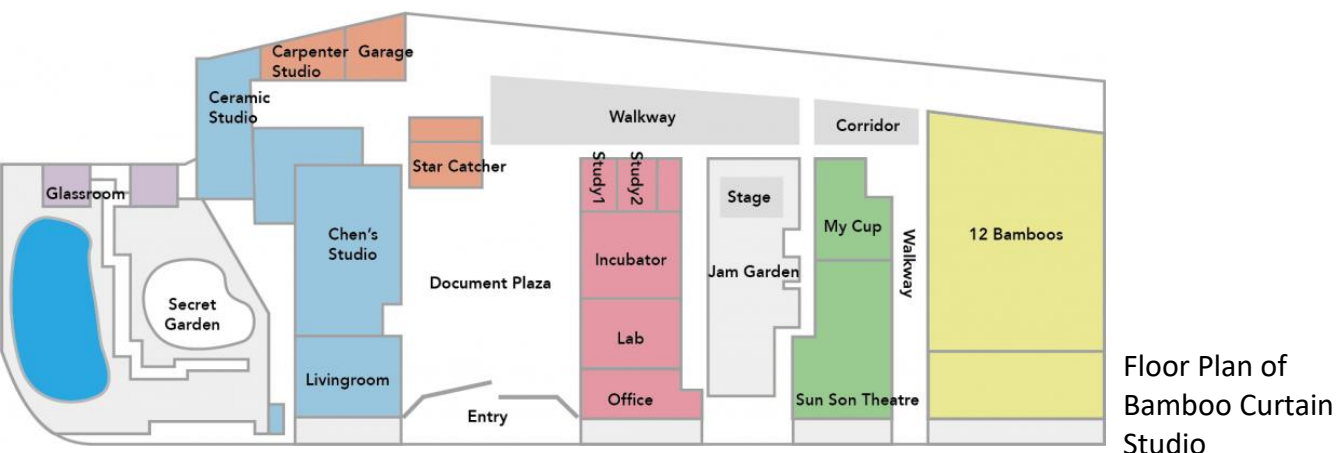 Carpenter
Studio
Garage
Ceramic
Studio
Walkway
Corridor
Star Catcher
Study1
Study2
Glassroom
Stage
My Cup
Walkway
12 Bamboos
Chen's
Studio
Incubator
Jam Garden
Document Plaza
Secret
Garden
Lab
Livingroom
Entry
Office
Sun Son Theatre
Floor Plan of
Bamboo Curtain
Studio